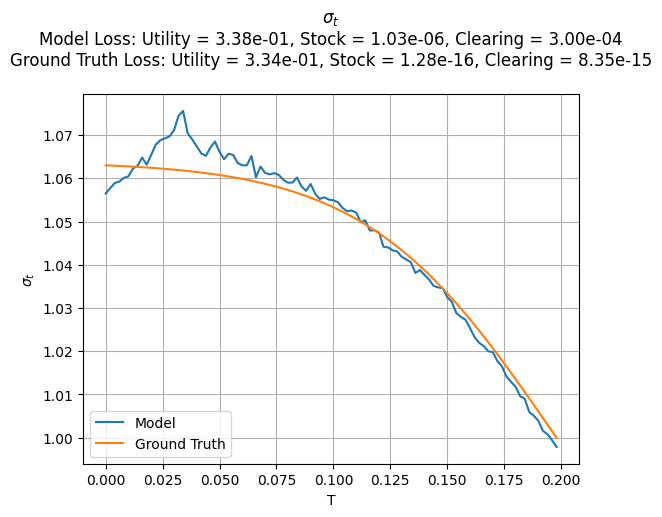 σt
Model Loss: Utility = 3.38e-01, Stock = 1.03e-06, Clearing = 3.00e-04
Ground Truth Loss: Utility = 3.34e-01, Stock = 1.28e-16, Clearing = 8.35e-15
1.07
1.06
1.05
1.04
1.03
1.02
1.01
1.00
σt
Model
Ground Truth
0.000 0.025 0.050 0.075 0.100 0.125 0.150 0.175 0.200
T